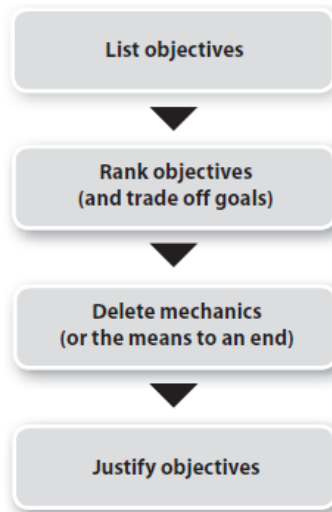 List objectives
Rank objectives
(and trade off goals)
Delete mechanics
(or the means to an end)
Justify objectives